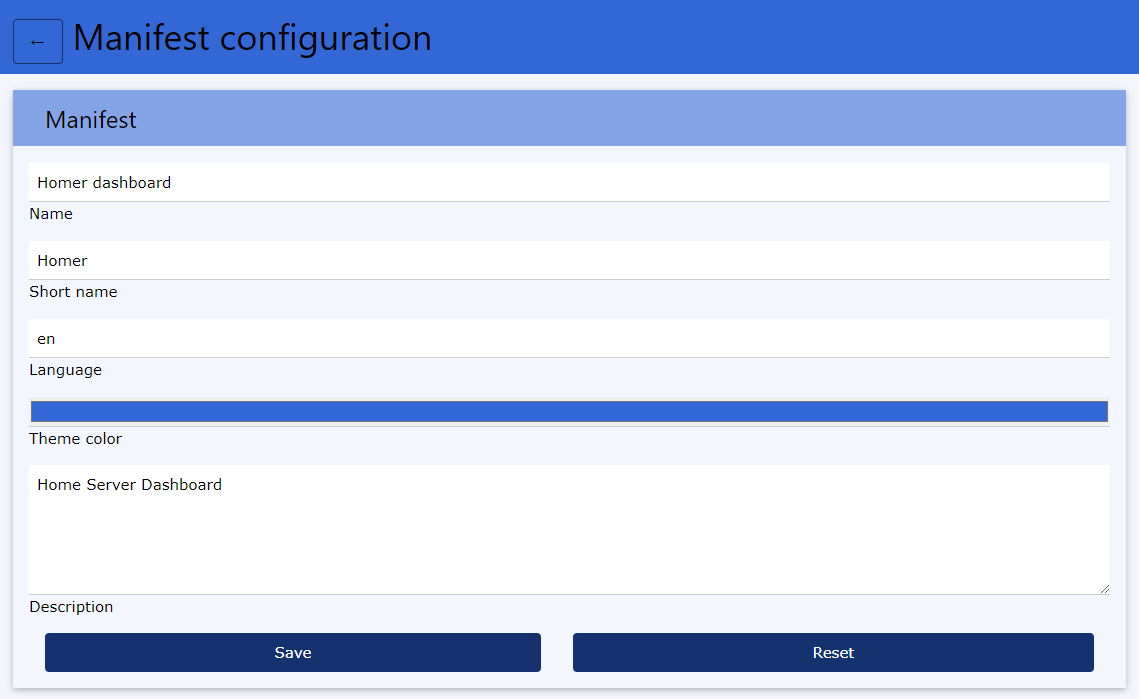 ← Manifest configuration
Manifest
Homer dashboard
Name
Homer
Short name
en
Language
Theme color
Home Server Dashboard
Description
Save Reset